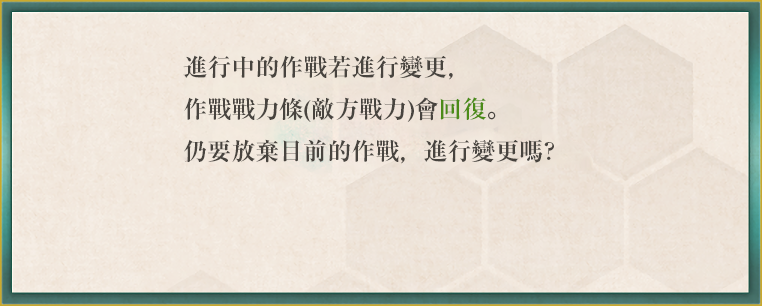 進行中的作戰若進行變更，
作戰戰力條(敵方戰力)會回復。
仍要放棄目前的作戰，進行變更嗎?